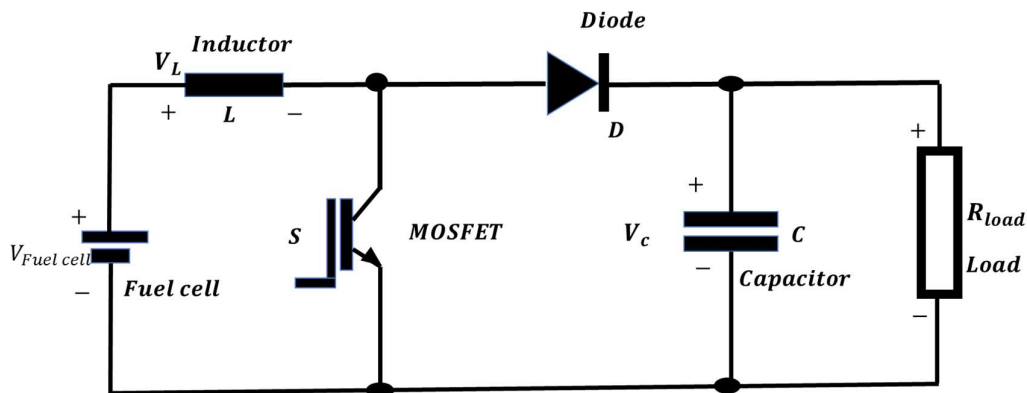 Diode
Inductor
V_L
+ L −
D
+
V_Fuel cell
−
Fuel cell
S
MOSFET
+
V_c
−
C
Capacitor
+
R_load
Load
−